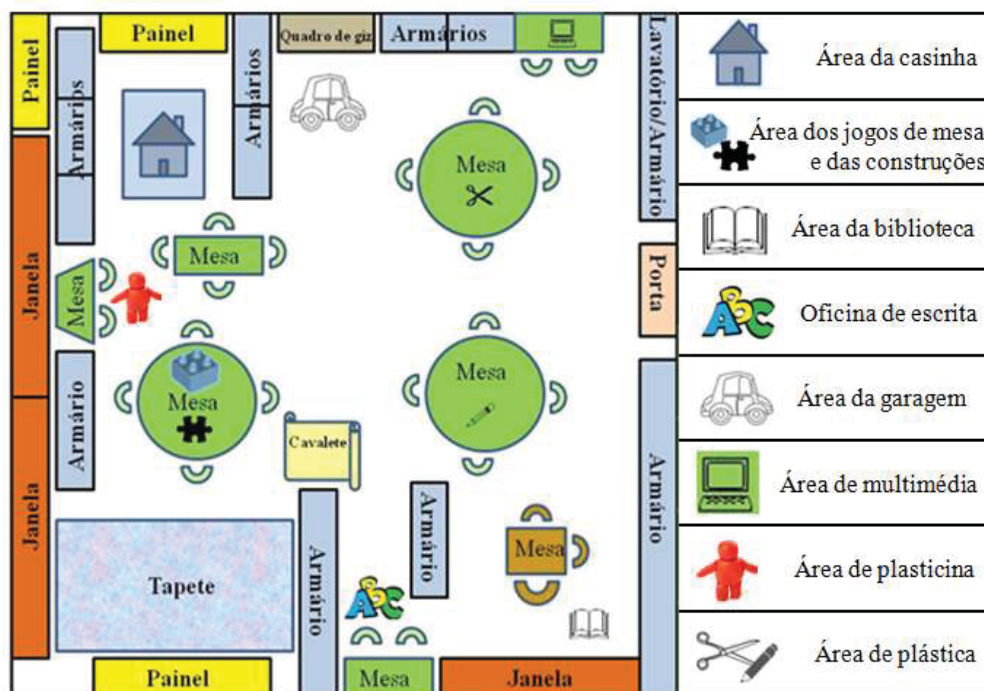 Painel
Painel
Quadro de giz
Armários
Armários
Armários
Lavatório/Armário
Mesa
Mesa
Janela
Mesa
Porta
Mesa
Mesa
Armário
Cavalete
Janela
Armário
Armário
Armário
Mesa
Tapete
ABC
Painel
Mesa
Janela
Área da casinha
Área dos jogos de mesa
e das construções
Área da biblioteca
ABC
Oficina de escrita
Área da garagem
Área de multimédia
Área de plasticina
Área de plástica